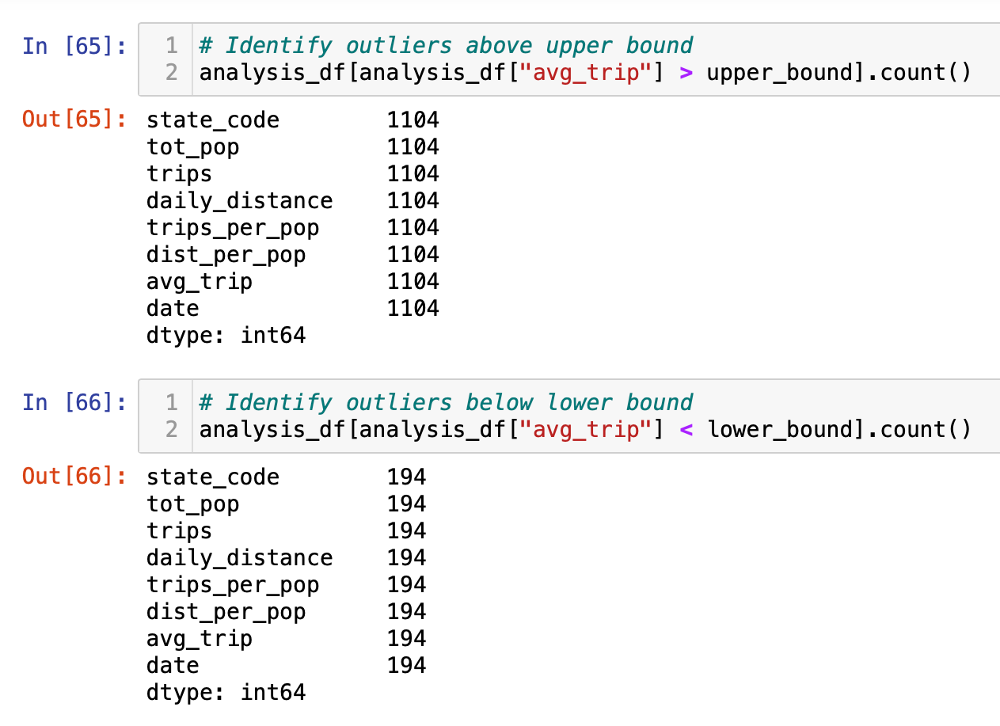 In [65]:
1 # Identify outliers above upper bound
2 analysis_df[analysis_df["avg_trip"] > upper_bound].count()
Out[65]:
state_code 1104
tot_pop 1104
trips 1104
daily_distance 1104
trips_per_pop 1104
dist_per_pop 1104
avg_trip 1104
date 1104
dtype: int64
In [66]:
1 # Identify outliers below lower bound
2 analysis_df[analysis_df["avg_trip"] < lower_bound].count()
Out[66]:
state_code 194
tot_pop 194
trips 194
daily_distance 194
trips_per_pop 194
dist_per_pop 194
avg_trip 194
date 194
dtype: int64